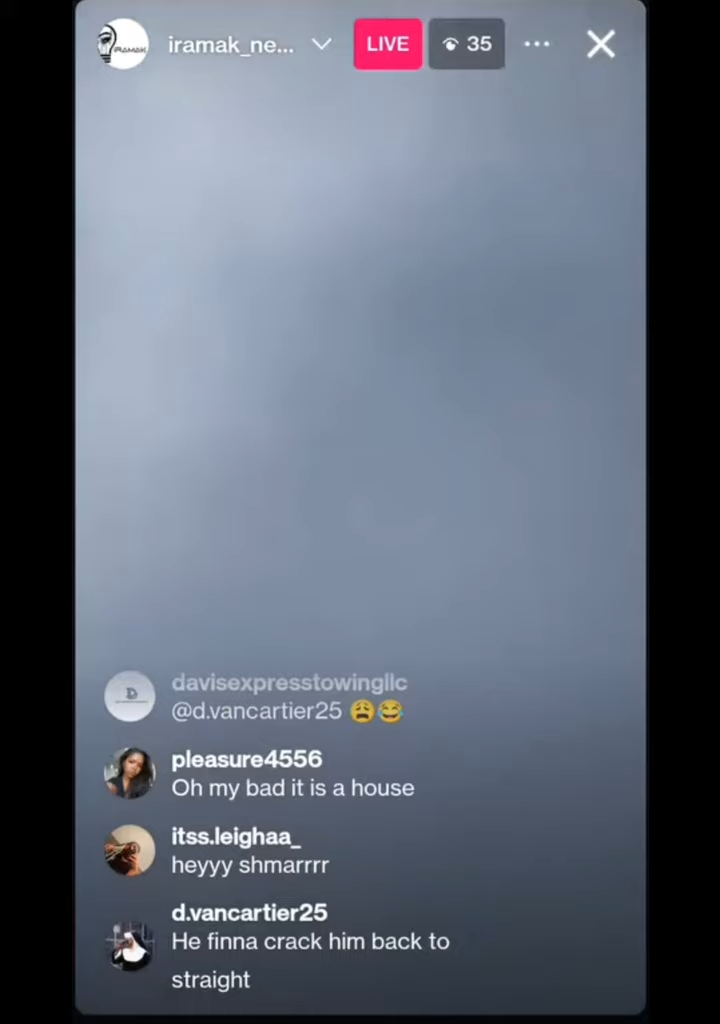 IRAMAK
iramak_ne...
LIVE
35
davisexpresstowingllc
@d.vancartier25 😩😂
pleasure4556
Oh my bad it is a house
itss.leighaa_
heyyy shmarrrr
d.vancartier25
He finna crack him back to
straight